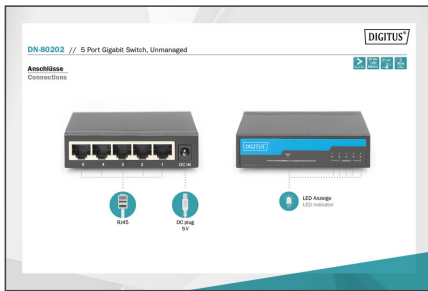 DIGITUS®
DN-80202 // 5 Port Gigabit Switch, Unmanaged
Anschlüsse
Connections
5 4 3 2 1 DC IN
DIGITUS®
RJ45
DC plug
5V
LED Anzeige
LED indicator